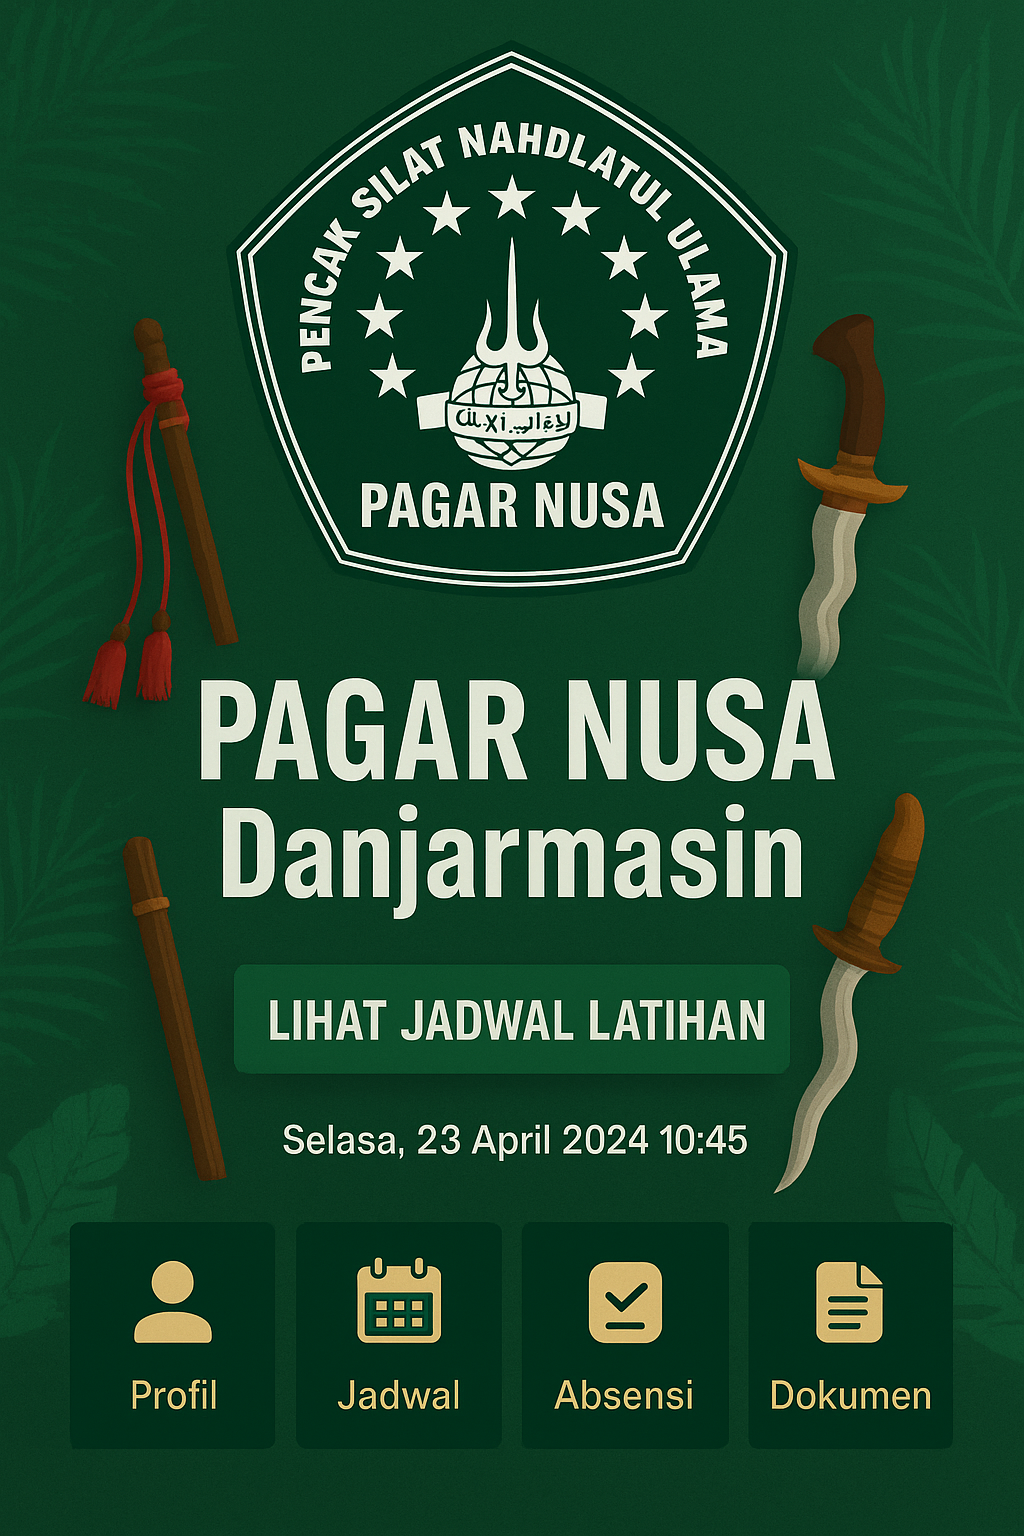 PENCAK SILAT NAHDLATUL ULAMA
PAGAR NUSA
PAGAR NUSA
Danjarmasin
LIHAT JADWAL LATIHAN
Selasa, 23 April 2024 10:45
Profil
Jadwal
Absensi
Dokumen